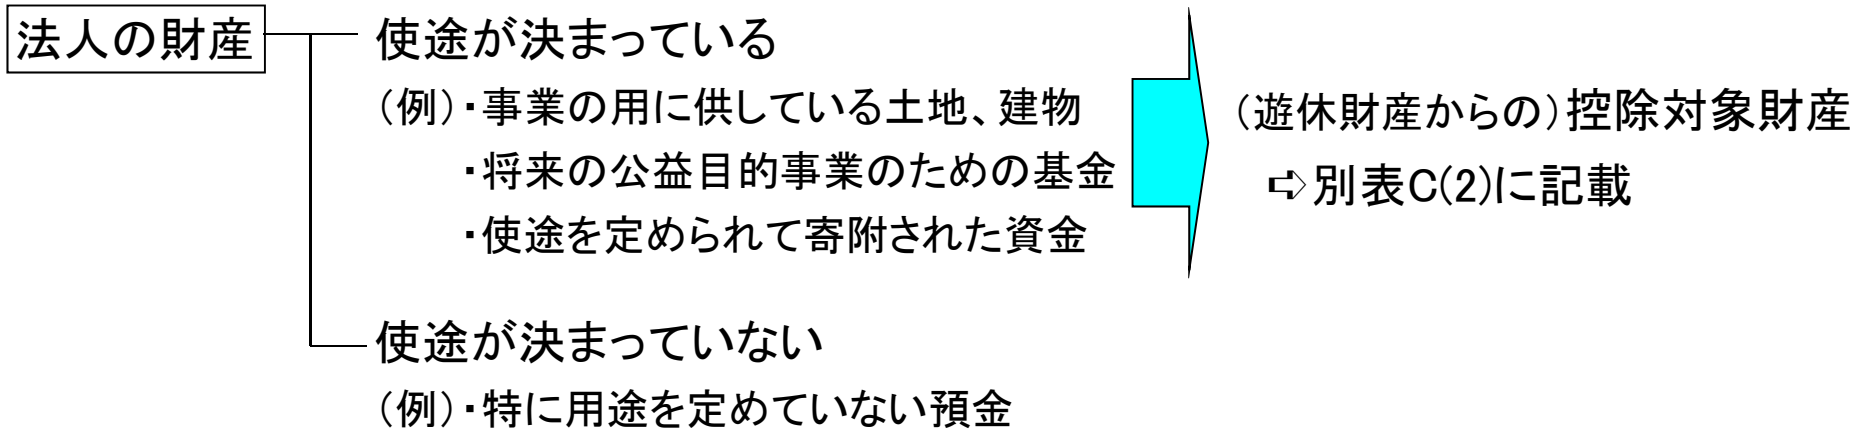 法人の財産
使途が決まっている
（例）・事業の用に供している土地、建物
・将来の公益目的事業のための基金
・使途を定められて寄附された資金
（遊休財産からの）控除対象財産
➪別表C(2)に記載
使途が決まっていない
（例）・特に用途を定めていない預金